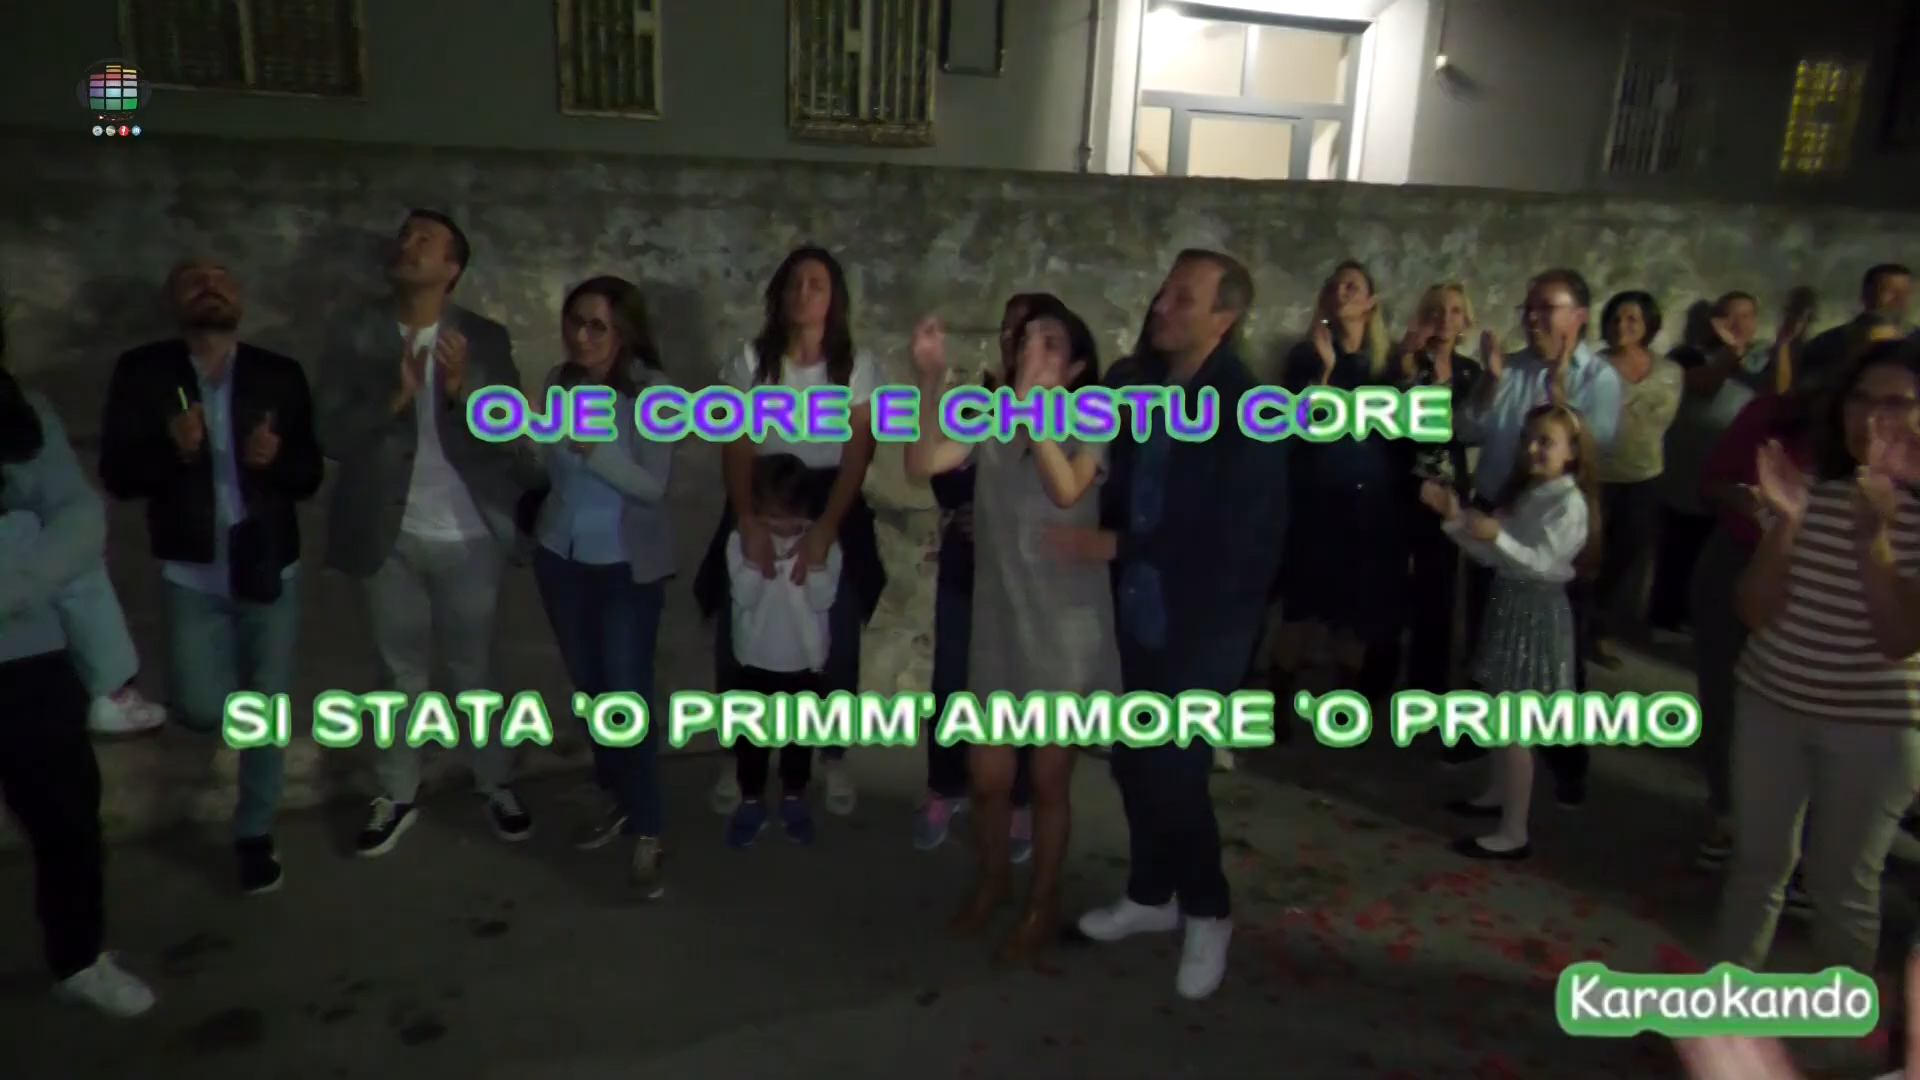 OJE CORE E CHISTU CORE
SI STATA 'O PRIMM'AMMORE 'O PRIMMO
Karaokando